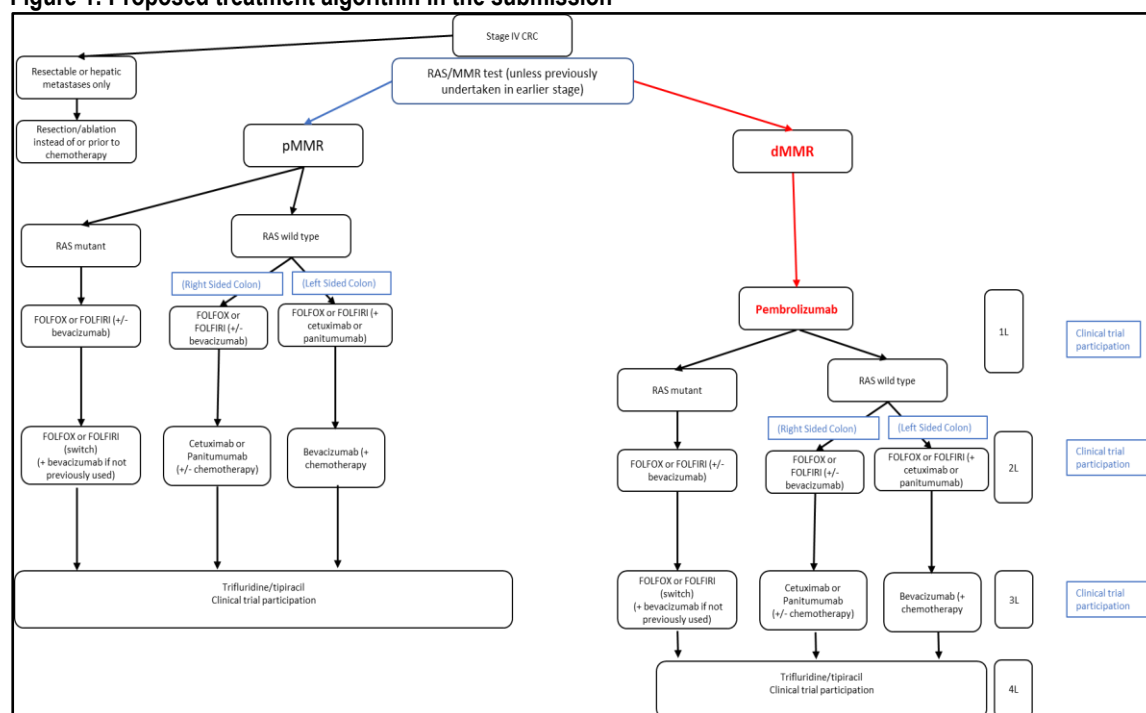 Figure 1: Proposed treatment algorithm in the submission
Stage IV CRC
Resectable or hepatic
metastases only
RAS/MMR test (unless previously
undertaken in earlier stage)
Resection/ablation
instead of or prior to
chemotherapy
pMMR
dMMR
RAS mutant
RAS wild type
(Right Sided Colon)
(Left Sided Colon)
FOLFOX or FOLFIRI (+/-
bevacizumab)
FOLFOX or
FOLFIRI (+/-
bevacizumab)
FOLFOX or FOLFIRI (+
cetuximab or
panitumumab)
Pembrolizumab
1L
Clinical trial
participation
RAS mutant
RAS wild type
(Right Sided Colon)
(Left Sided Colon)
FOLFOX or FOLFIRI
(switch)
(+ bevacizumab if not
previously used)
Cetuximab or
Panitumumab
(+/- chemotherapy)
Bevacizumab (+
chemotherapy
FOLFOX or FOLFIRI (+/-
bevacizumab)
FOLFOX or
FOLFIRI (+/-
bevacizumab)
FOLFOX or FOLFIRI (+
cetuximab or
panitumumab)
2L
Clinical trial
participation
Trifluridine/tipiracil
Clinical trial participation
FOLFOX or FOLFIRI
(switch)
(+ bevacizumab if not
previously used)
Cetuximab or
Panitumumab
(+/- chemotherapy)
Bevacizumab (+
chemotherapy
3L
Clinical trial
participation
Trifluridine/tipiracil
Clinical trial participation
4L